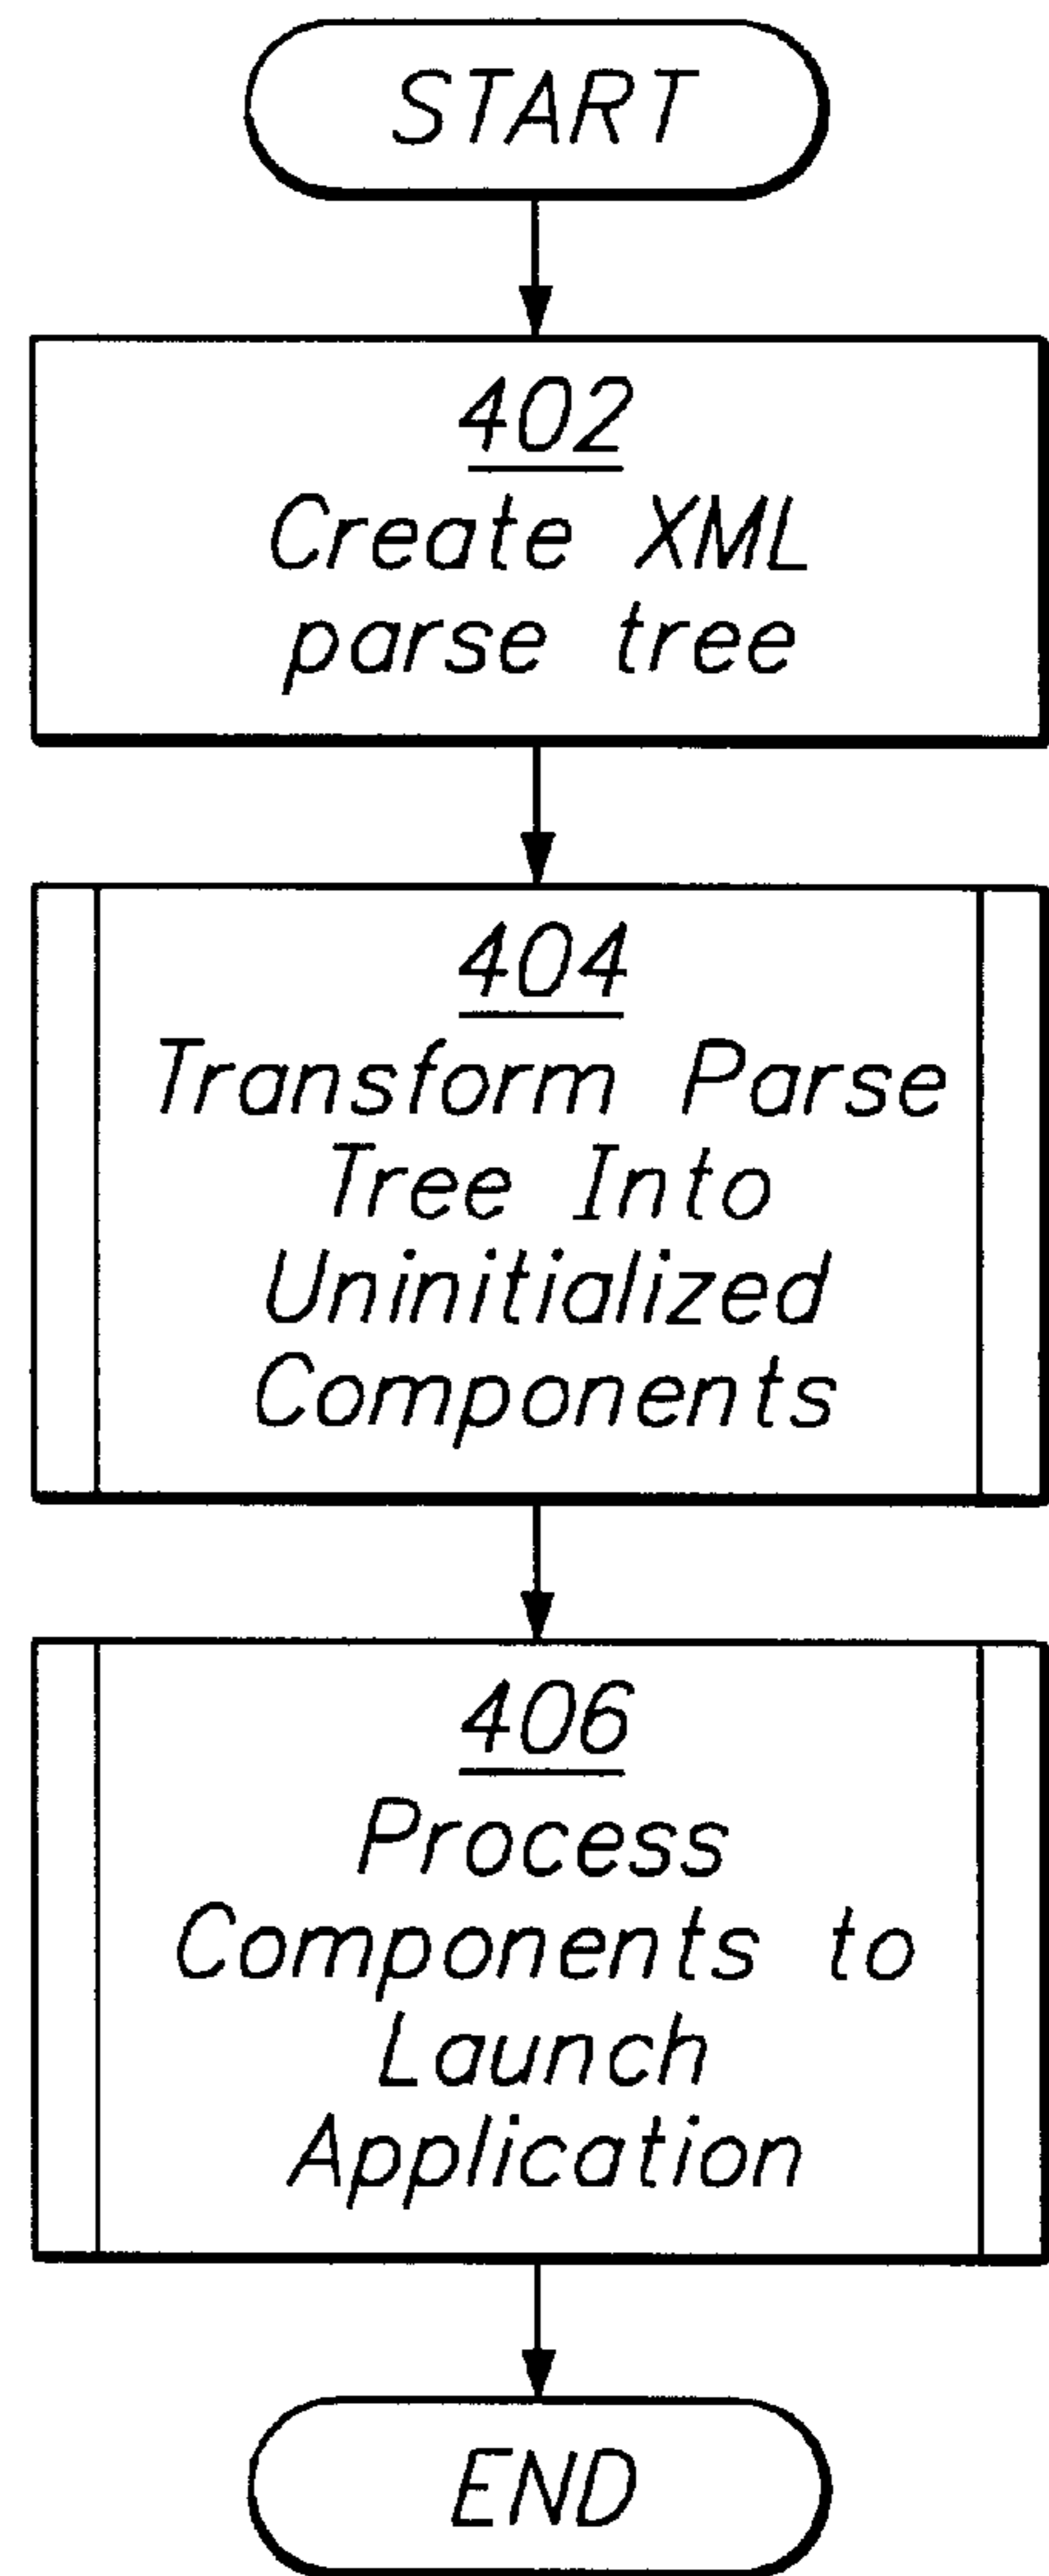 START
402
Create XML
parse tree
404
Transform Parse
Tree Into
Uninitialized
Components
406
Process
Components to
Launch
Application
END